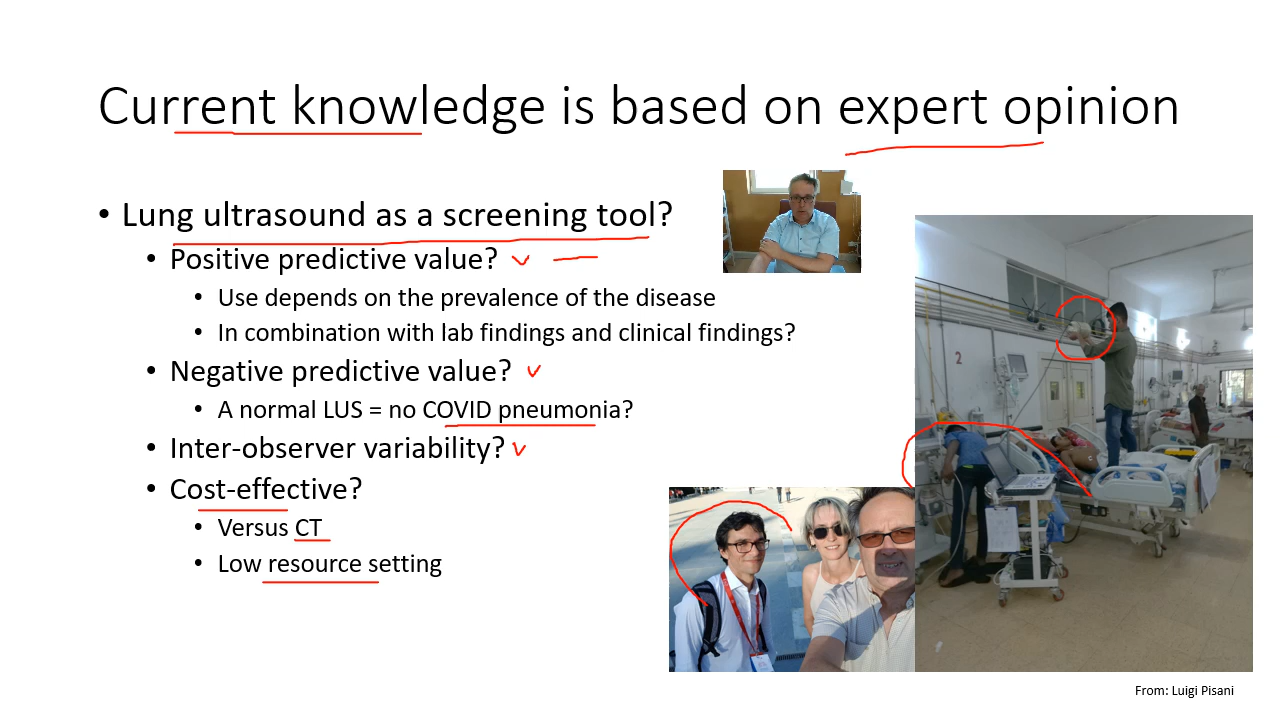 Current knowledge is based on expert opinion
• Lung ultrasound as a screening tool?
• Positive predictive value?
• Use depends on the prevalence of the disease
• In combination with lab findings and clinical findings?
• Negative predictive value?
• A normal LUS = no COVID pneumonia?
• Inter-observer variability?
• Cost-effective?
• Versus CT
• Low resource setting
2
From: Luigi Pisani